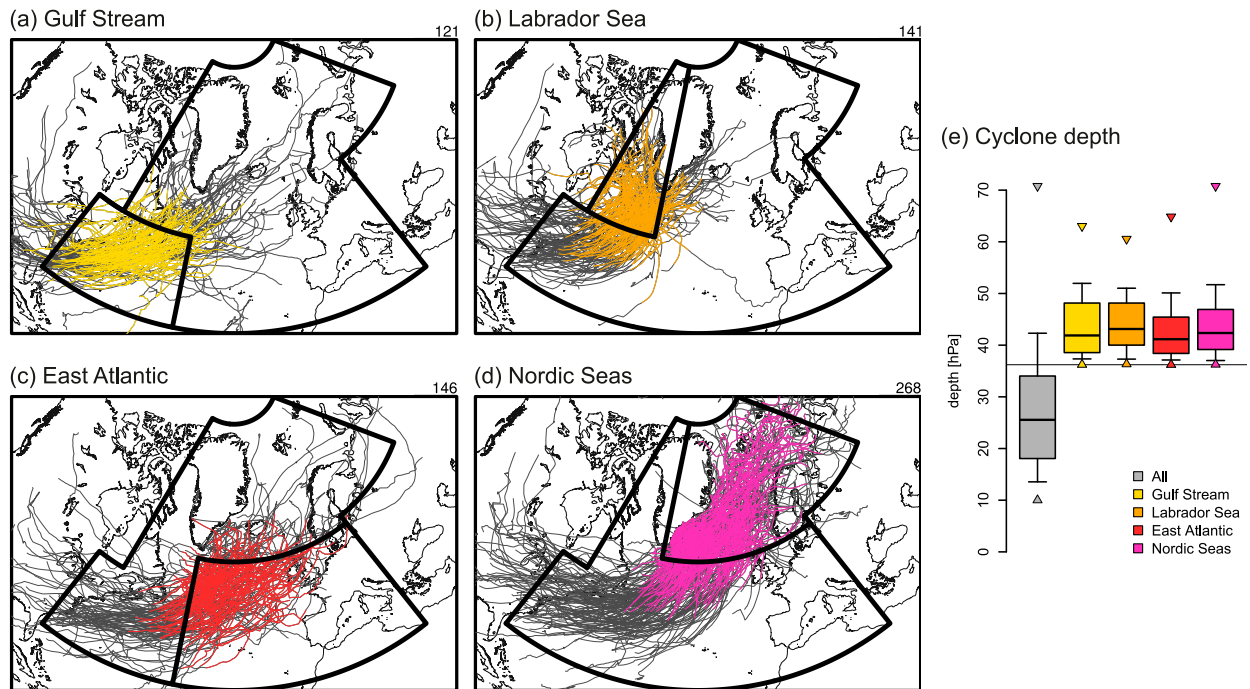 (a) Gulf Stream
121
(b) Labrador Sea
141
(c) East Atlantic
146
(d) Nordic Seas
268
(e) Cyclone depth
depth [hPa]
70
60
50
40
30
20
10
0
All
Gulf Stream
Labrador Sea
East Atlantic
Nordic Seas